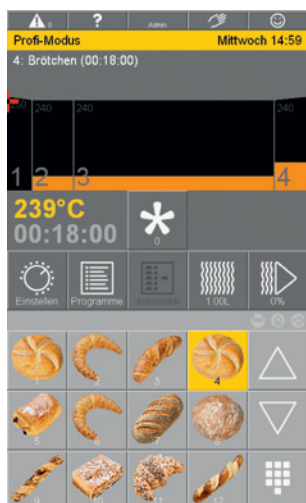 0 ? Admin
Profi-Modus Mittwoch 14:59
4: Brötchen (00:18:00)
240 240 240
1 2 3 4
239°C
00:18:00
0
Einstellen Programme Automatik 1.00L 0%
1 2 3 4
5 6 7 8
9 10 11 12